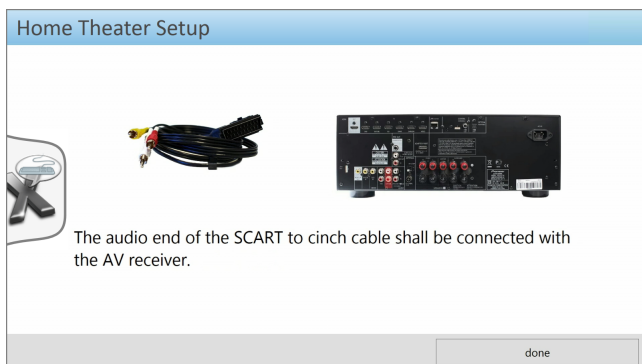 Home Theater Setup
The audio end of the SCART to cinch cable shall be connected with
the AV receiver.
done